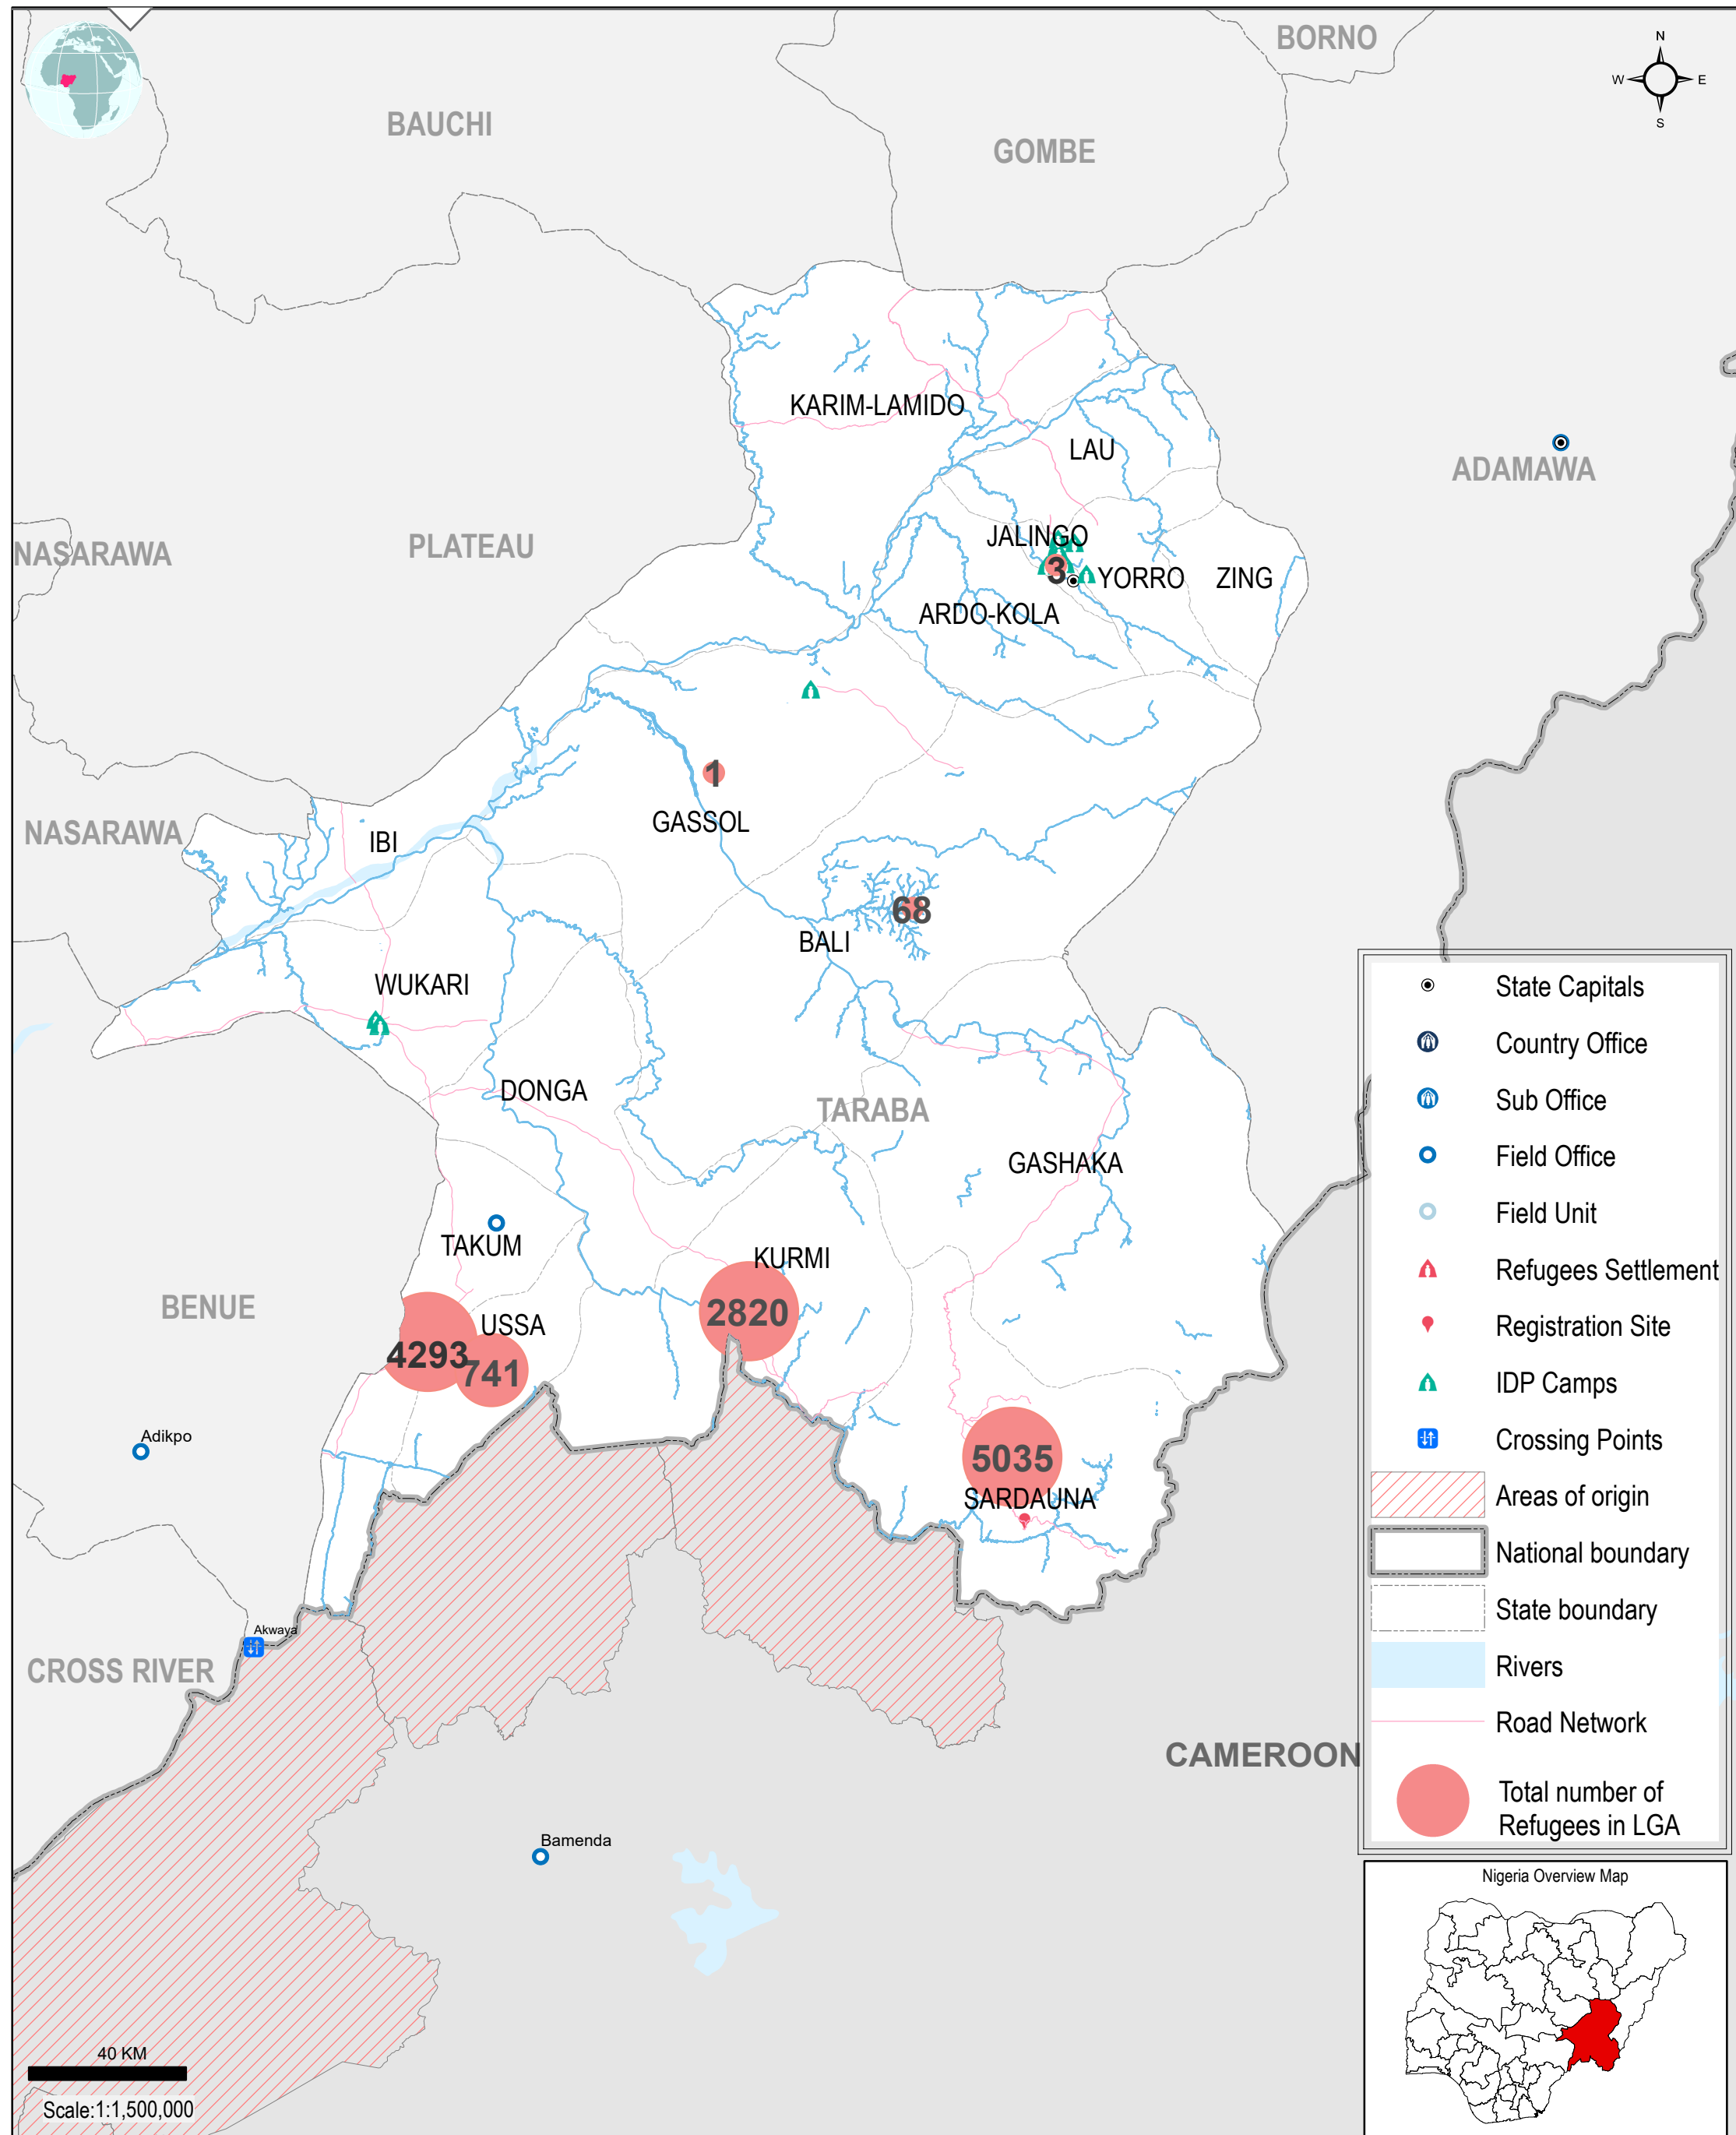 BORNO
N
W
E
S
BAUCHI
GOMBE
KARIM-LAMIDO
LAU
ADAMAWA
NASARAWA
PLATEAU
JALINGO
3
YORRO
ZING
ARDO-KOLA
1
GASSOL
NASARAWA
IBI
68
BALI
WUKARI
DONGA
TARABA
GASHAKA
TAKUM
KURMI
BENUE
2820
USSA
4293
741
Adikpo
5035
SARDAUNA
Akwaya
CROSS RIVER
CAMEROON
Bamenda
State Capitals
Country Office
Sub Office
Field Office
Field Unit
Refugees Settlement
Registration Site
IDP Camps
Crossing Points
Areas of origin
National boundary
State boundary
Rivers
Road Network
Total number of
Refugees in LGA
Nigeria Overview Map
40 KM
Scale:1:1,500,000